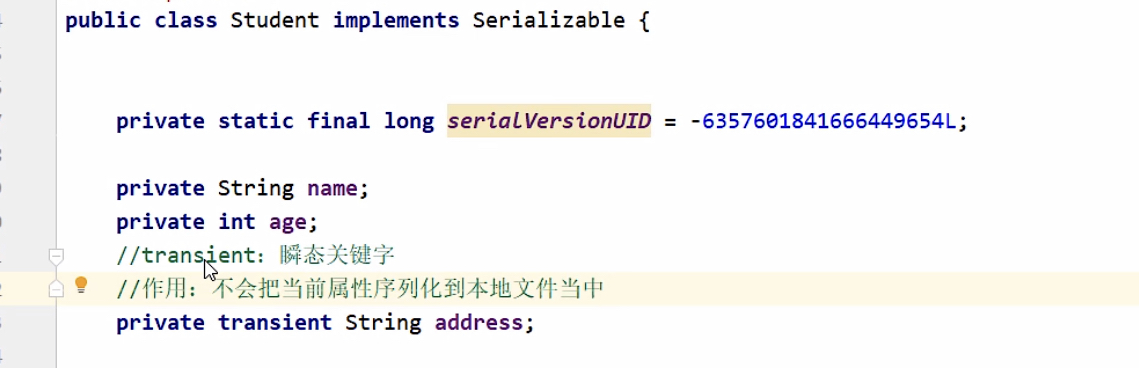 public class Student implements Serializable {
private static final long serialVersionUID = -6357601841666449654L;
private String name;
private int age;
//transient：瞬态关键字
//作用：不会把当前属性序列化到本地文件当中
private transient String address;